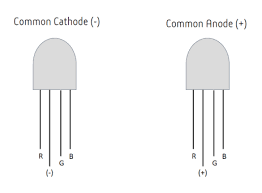 Common Cathode (-)
Common Anode (+)
R
B
G
(-)
R
B
G
(+)